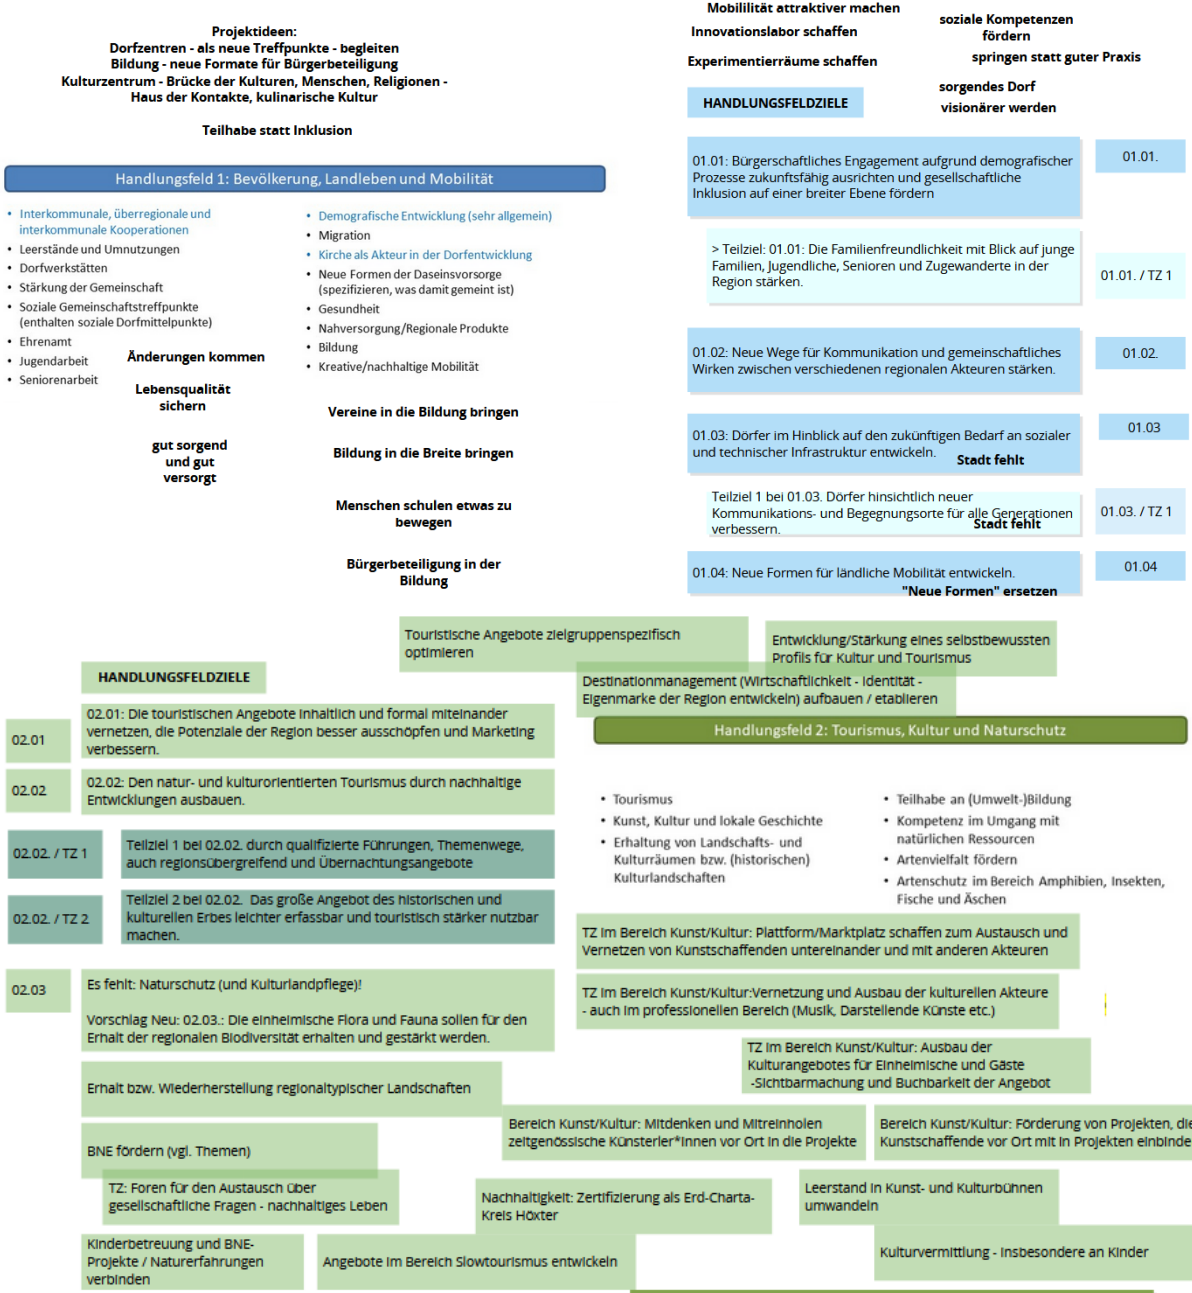 Projektideen:
Dorfzentren - als neue Treffpunkte - begleiten
Bildung - neue Formate für Bürgerbeteiligung
Kulturzentrum - Brücke der Kulturen, Menschen, Religionen -
Haus der Kontakte, kulinarische Kultur
Teilhabe statt Inklusion
Mobililität attraktiver machen
Innovationslabor schaffen
Experimentierräume schaffen
soziale Kompetenzen
fördern
springen statt guter Praxis
sorgendes Dorf
visionärer werden
HANDLUNGSFELDZIELE
Handlungsfeld 1: Bevölkerung, Landleben und Mobilität
• Interkommunale, überregionale und
interkommunale Kooperationen
• Leerstände und Umnutzungen
• Dorfwerkstätten
• Stärkung der Gemeinschaft
• Soziale Gemeinschaftstreffpunkte
(enthalten soziale Dorfmittelpunkte)
• Ehrenamt
• Jugendarbeit
• Seniorenarbeit
• Demografische Entwicklung (sehr allgemein)
• Migration
• Kirche als Akteur in der Dorfentwicklung
• Neue Formen der Daseinsvorsorge
(spezifizieren, was damit gemeint ist)
• Gesundheit
• Nahversorgung/Regionale Produkte
• Bildung
• Kreative/nachhaltige Mobilität
Änderungen kommen
Lebensqualität
sichern
gut sorgend
und gut
versorgt
Vereine in die Bildung bringen
Bildung in die Breite bringen
Menschen schulen etwas zu
bewegen
Bürgerbeteiligung in der
Bildung
01.01: Bürgerschaftliches Engagement aufgrund demografischer
Prozesse zukunftsfähig ausrichten und gesellschaftliche
Inklusion auf einer breiter Ebene fördern
01.01.
> Teilziel: 01.01: Die Familienfreundlichkeit mit Blick auf junge
Familien, Jugendliche, Senioren und Zugewanderte in der
Region stärken.
01.01. / TZ 1
01.02: Neue Wege für Kommunikation und gemeinschaftliches
Wirken zwischen verschiedenen regionalen Akteuren stärken.
01.02.
01.03: Dörfer im Hinblick auf den zukünftigen Bedarf an sozialer
und technischer Infrastruktur entwickeln.
Stadt fehlt
01.03
Teilziel 1 bei 01.03. Dörfer hinsichtlich neuer
Kommunikations- und Begegnungsorte für alle Generationen
verbessern.
Stadt fehlt
01.03. / TZ 1
01.04: Neue Formen für ländliche Mobilität entwickeln.
"Neue Formen" ersetzen
01.04
Touristische Angebote zielgruppenspezifisch
optimieren
Entwicklung/Stärkung eines selbstbewussten
Profils für Kultur und Tourismus
Destinationmanagement (Wirtschaftlichkeit - Identität -
Eigenmarke der Region entwickeln) aufbauen / etablieren
HANDLUNGSFELDZIELE
02.01
02.01: Die touristischen Angebote inhaltlich und formal miteinander
vernetzen, die Potenziale der Region besser ausschöpfen und Marketing
verbessern.
02.02
02.02: Den natur- und kulturorientierten Tourismus durch nachhaltige
Entwicklungen ausbauen.
02.02. / TZ 1
Teilziel 1 bei 02.02. durch qualifizierte Führungen, Themenwege,
auch regionsübergreifend und Übernachtungsangebote
02.02. / TZ 2
Teilziel 2 bei 02.02. Das große Angebot des historischen und
kulturellen Erbes leichter erfassbar und touristisch stärker nutzbar
machen.
02.03
Es fehlt: Naturschutz (und Kulturlandpflege)!
Vorschlag Neu: 02.03.: Die einheimische Flora und Fauna sollen für den
Erhalt der regionalen Biodiversität erhalten und gestärkt werden.
Handlungsfeld 2: Tourismus, Kultur und Naturschutz
• Tourismus
• Kunst, Kultur und lokale Geschichte
• Erhaltung von Landschafts- und
Kulturräumen bzw. (historischen)
Kulturlandschaften
• Teilhabe an (Umwelt-)Bildung
• Kompetenz im Umgang mit
natürlichen Ressourcen
• Artenvielfalt fördern
• Artenschutz im Bereich Amphibien, Insekten,
Fische und Äschen
TZ im Bereich Kunst/Kultur: Plattform/Marktplatz schaffen zum Austausch und
Vernetzen von Kunstschaffenden untereinander und mit anderen Akteuren
TZ im Bereich Kunst/Kultur:Vernetzung und Ausbau der kulturellen Akteure
- auch im professionellen Bereich (Musik, Darstellende Künste etc.)
TZ im Bereich Kunst/Kultur: Ausbau der
Kulturangebotes für Einheimische und Gäste
-Sichtbarmachung und Buchbarkeit der Angebot
Erhalt bzw. Wiederherstellung regionaltypischer Landschaften
Bereich Kunst/Kultur: Mitdenken und Mitreinholen
zeitgenössische Künsterler*innen vor Ort in die Projekte
Bereich Kunst/Kultur: Förderung von Projekten, die
Kunstschaffende vor Ort mit in Projekten einbinde
BNE fördern (vgl. Themen)
TZ: Foren für den Austausch über
gesellschaftliche Fragen - nachhaltiges Leben
Nachhaltigkeit: Zertifizierung als Erd-Charta-
Kreis Höxter
Leerstand in Kunst- und Kulturbühnen
umwandeln
Kinderbetreuung und BNE-
Projekte / Naturerfahrungen
verbinden
Angebote im Bereich Slowtourismus entwickeln
Kulturvermittlung - insbesondere an Kinder